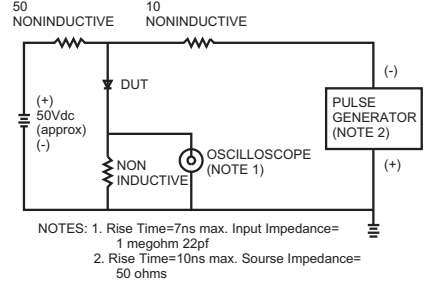 50
NONINDUCTIVE
10
NONINDUCTIVE
(-)
DUT
(+)
50Vdc
(approx)
(-)
PULSE
GENERATOR
(NOTE 2)
OSCILLOSCOPE
(NOTE 1)
NON
INDUCTIVE
(+)
NOTES: 1. Rise Time=7ns max. Input Impedance=
1 megohm 22pf
2. Rise Time=10ns max. Sourse Impedance=
50 ohms